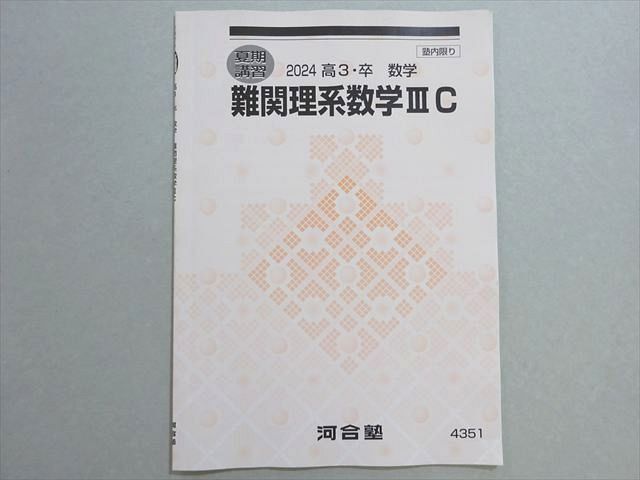 塾内限り
夏期
講習
2024 高3・卒 数学
難関理系数学ⅢC
河合塾
4351